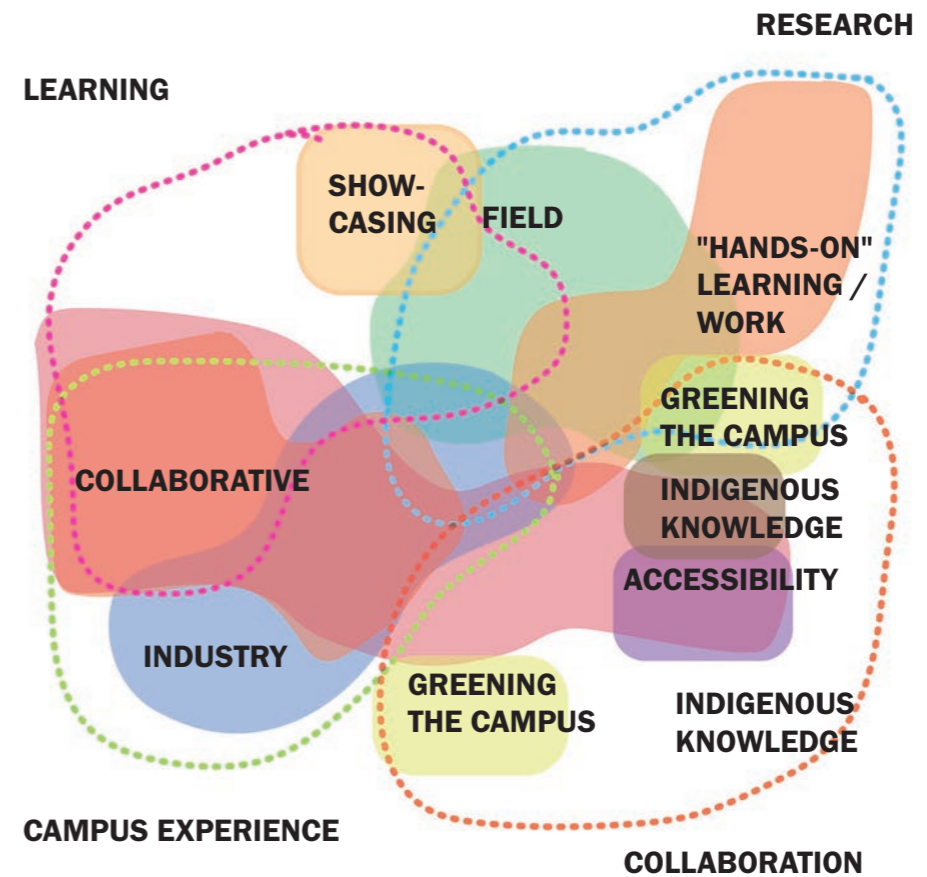 RESEARCH
LEARNING
SHOW-
CASING
FIELD
"HANDS-ON"
LEARNING /
WORK
GREENING
THE CAMPUS
COLLABORATIVE
INDIGENOUS
KNOWLEDGE
ACCESSIBILITY
INDUSTRY
GREENING
THE CAMPUS
INDIGENOUS
KNOWLEDGE
CAMPUS EXPERIENCE
COLLABORATION